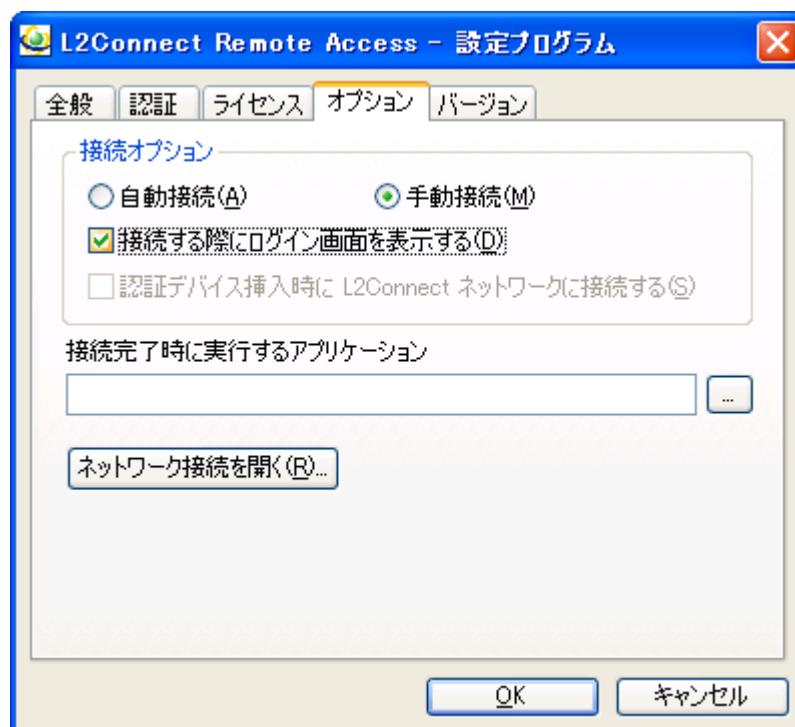 L2Connect Remote Access - 設定プログラム
全般 認証 ライセンス オプション バージョン
接続オプション
自動接続(A) 手動接続(M)
接続する際にログイン画面を表示する(D)
認証デバイス挿入時に L2Connect ネットワークに接続する(S)
接続完了時に実行するアプリケーション
...
ネットワーク接続を開く(R)...
OK キャンセル